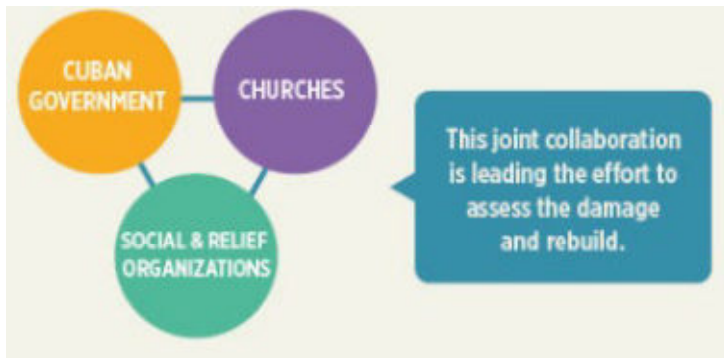 CUBAN
GOVERNMENT
CHURCHES
SOCIAL & RELIEF
ORGANIZATIONS
This joint collaboration
is leading the effort to
assess the damage
and rebuild.